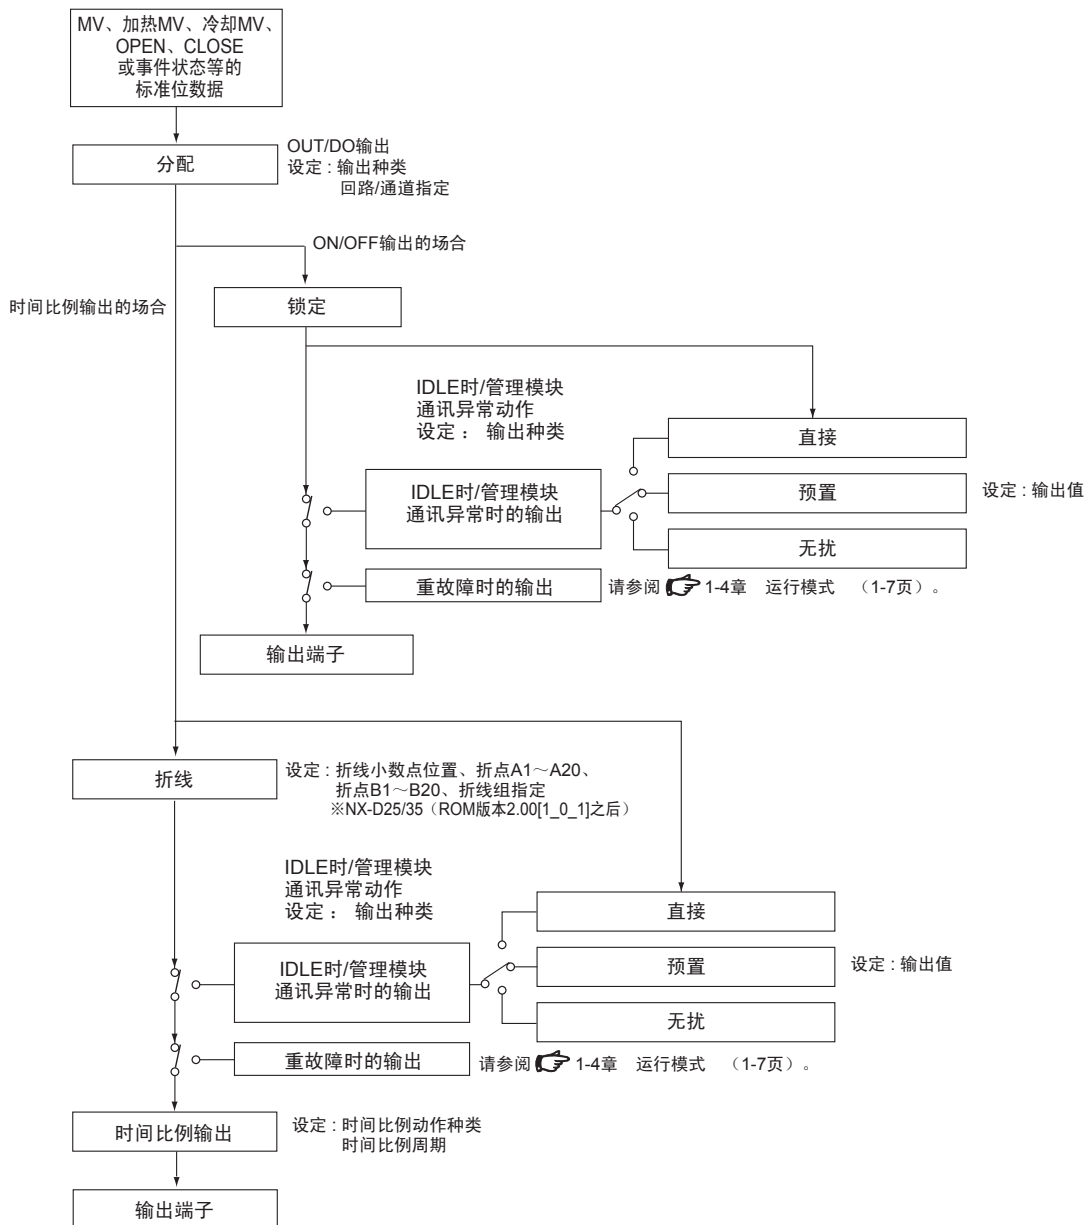 MV、加热MV、冷却MV、
OPEN、CLOSE
或事件状态等的
标准位数据
分配
OUT/DO输出
设定 : 输出种类
回路/通道指定
ON/OFF输出的场合
时间比例输出的场合
锁定
IDLE时/管理模块
通讯异常动作
设定 ： 输出种类
直接
IDLE时/管理模块
通讯异常时的输出
预置
设定 : 输出值
无扰
重故障时的输出
请参阅 1-4章 运行模式 （1-7页）。
输出端子
折线
设定 : 折线小数点位置、折点A1～A20、
折点B1～B20、折线组指定
※NX-D25/35（ROM版本2.00[1_0_1]之后）
IDLE时/管理模块
通讯异常动作
设定 ： 输出种类
直接
IDLE时/管理模块
通讯异常时的输出
预置
设定 : 输出值
无扰
重故障时的输出
请参阅 1-4章 运行模式 （1-7页）。
时间比例输出
设定 : 时间比例动作种类
时间比例周期
输出端子